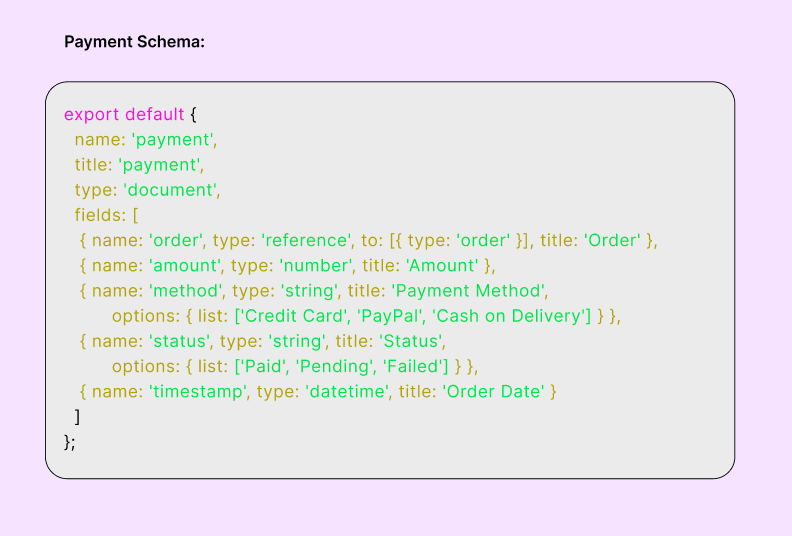 Payment Schema:
export default {
name: 'payment',
title: 'payment',
type: 'document',
fields: [
{ name: 'order', type: 'reference', to: [{ type: 'order' }], title: 'Order' },
{ name: 'amount', type: 'number', title: 'Amount' },
{ name: 'method', type: 'string', title: 'Payment Method',
options: { list: ['Credit Card', 'PayPal', 'Cash on Delivery'] } },
{ name: 'status', type: 'string', title: 'Status',
options: { list: ['Paid', 'Pending', 'Failed'] } },
{ name: 'timestamp', type: 'datetime', title: 'Order Date' }
]
};